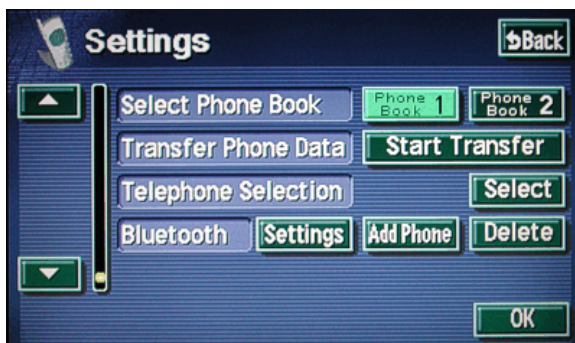 Settings
Back
Select Phone Book Phone Book 1 Phone Book 2
Transfer Phone Data Start Transfer
Telephone Selection Select
Bluetooth Settings Add Phone Delete
OK